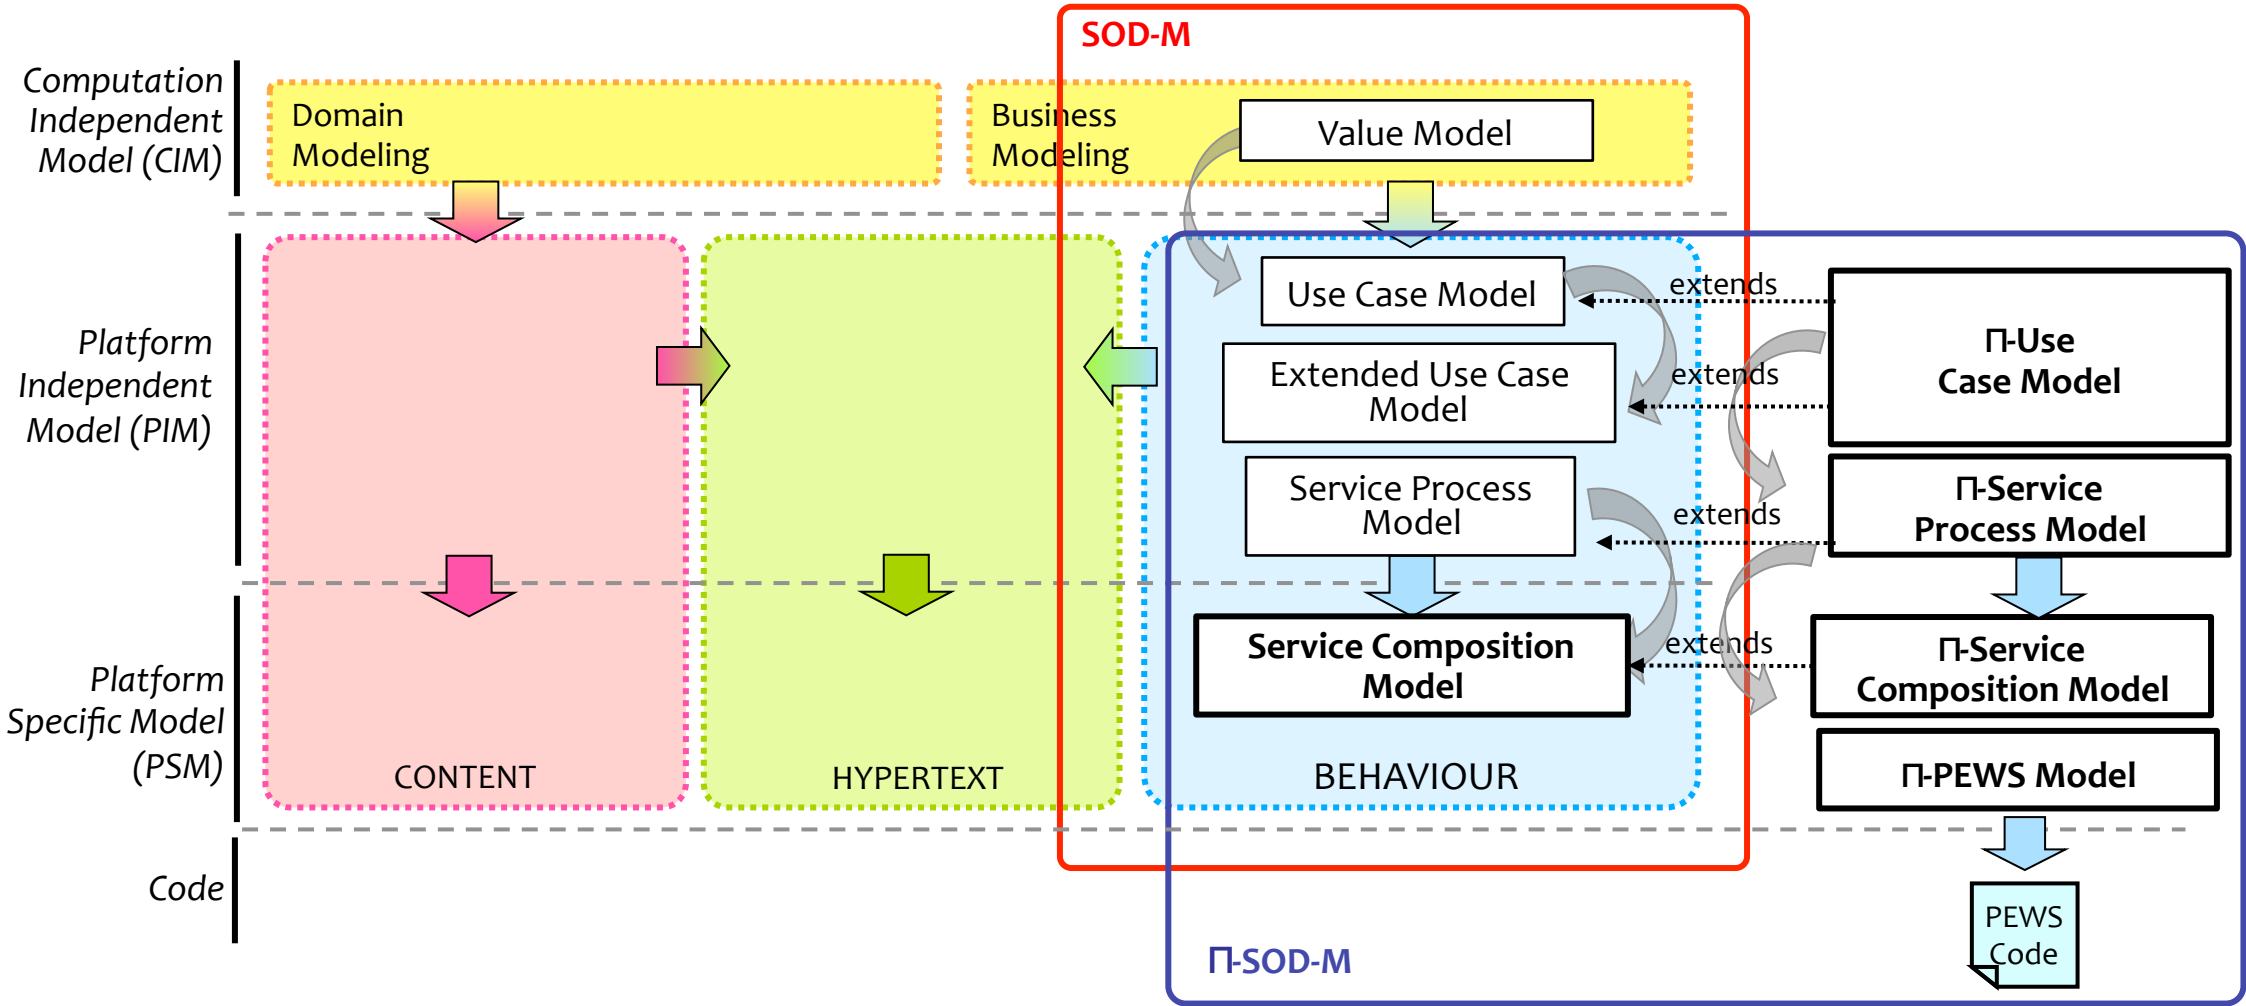 SOD-M
Computation
Independent
Model (CIM)
Domain
Modeling
Business
Modeling
Value Model
Platform
Independent
Model (PIM)
Use Case Model
extends
Π-Use
Case Model
Extended Use Case
Model
extends
Service Process
Model
extends
Π-Service
Process Model
Platform
Specific Model
(PSM)
Service Composition
Model
extends
Π-Service
Composition Model
CONTENT
HYPERTEXT
BEHAVIOUR
Π-PEWS Model
Code
PEWS
Code
Π-SOD-M